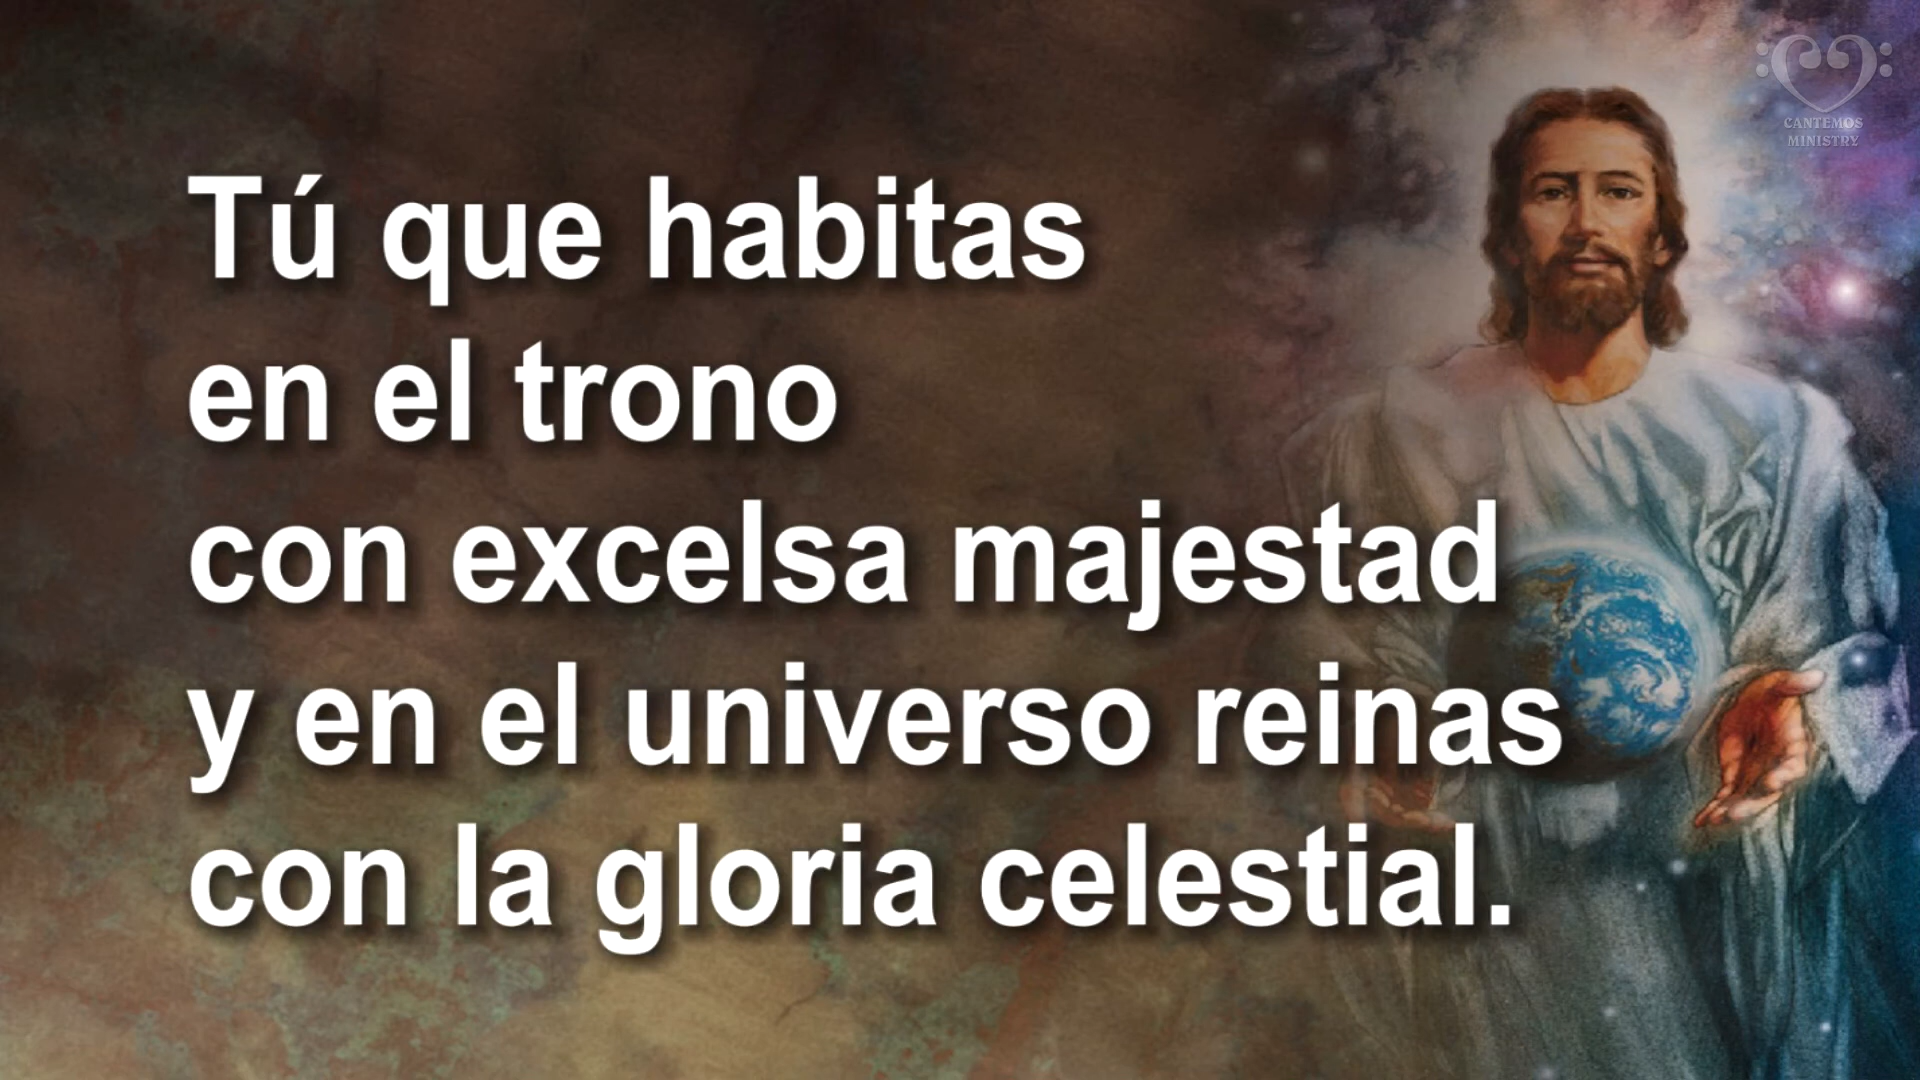 Tú que habitas
en el trono
con excelsa majestad
y en el universo reinas
con la gloria celestial.
CANTEMOS
MINISTRY